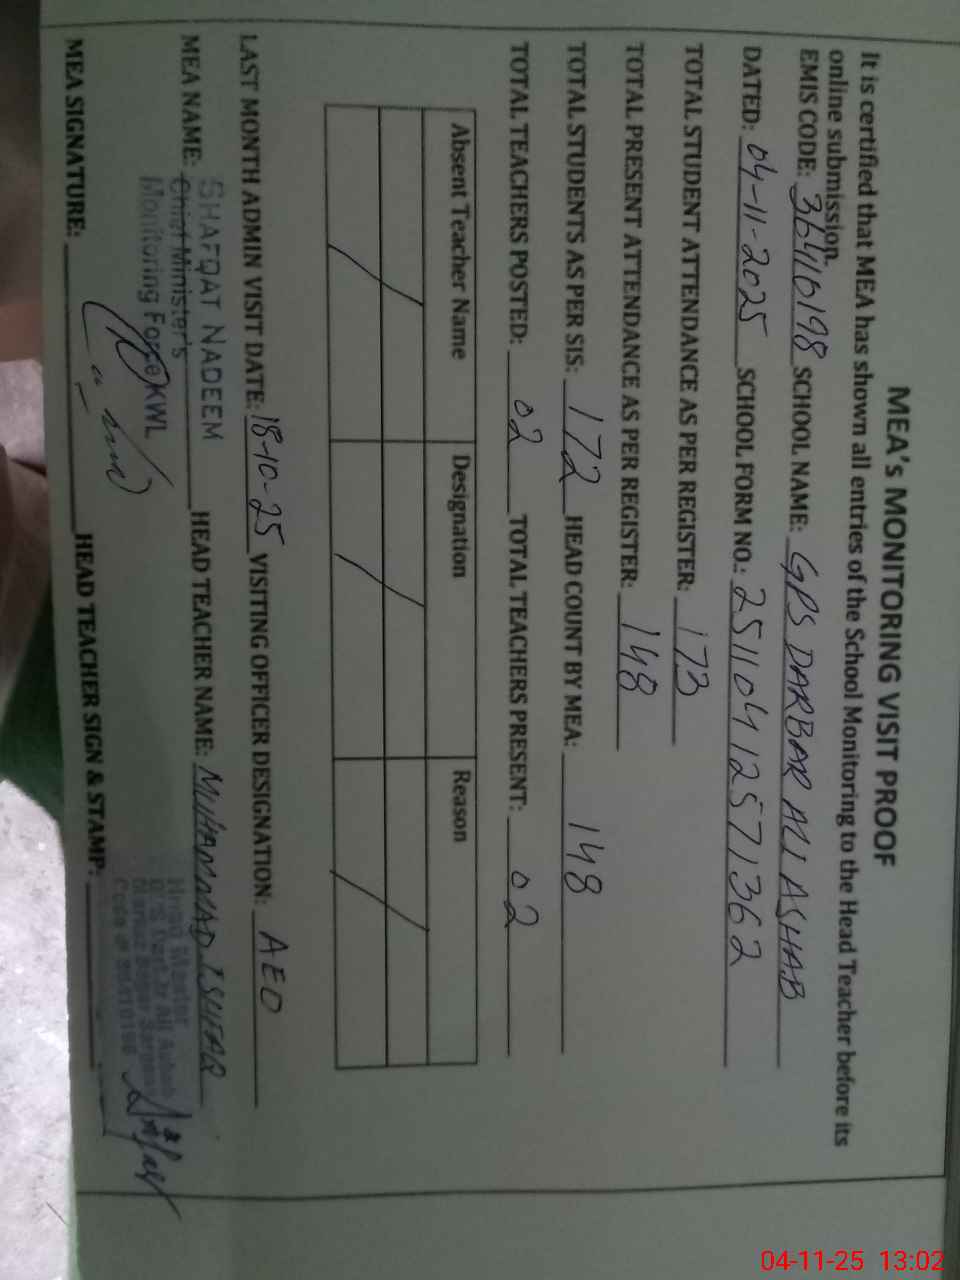 MEA's MONITORING VISIT PROOF
It is certified that MEA has shown all entries of the School Monitoring to the Head Teacher before its
online submission.
EMIS CODE: 36410198 SCHOOL NAME: GPS DARBAR ALI ASHAB
DATED: 04-11-2025 SCHOOL FORM NO.: 25110412571362
TOTAL STUDENT ATTENDANCE AS PER REGISTER: 173
TOTAL PRESENT ATTENDANCE AS PER REGISTER: 148
TOTAL STUDENTS AS PER SIS: 172 HEAD COUNT BY MEA: 148
TOTAL TEACHERS POSTED: 02 TOTAL TEACHERS PRESENT: 02
Absent Teacher Name Designation Reason
LAST MONTH ADMIN VISIT DATE: 18-10-25 VISITING OFFICER DESIGNATION: AEO
MEA NAME: SHAFQAT NADEEM HEAD TEACHER NAME: MUHAMMAD
Chief Minister's
Monitoring Force KWL
Head Master
MEA SIGNATURE: HEAD TEACHER SIGN & STAMP:
04-11-25 13:02